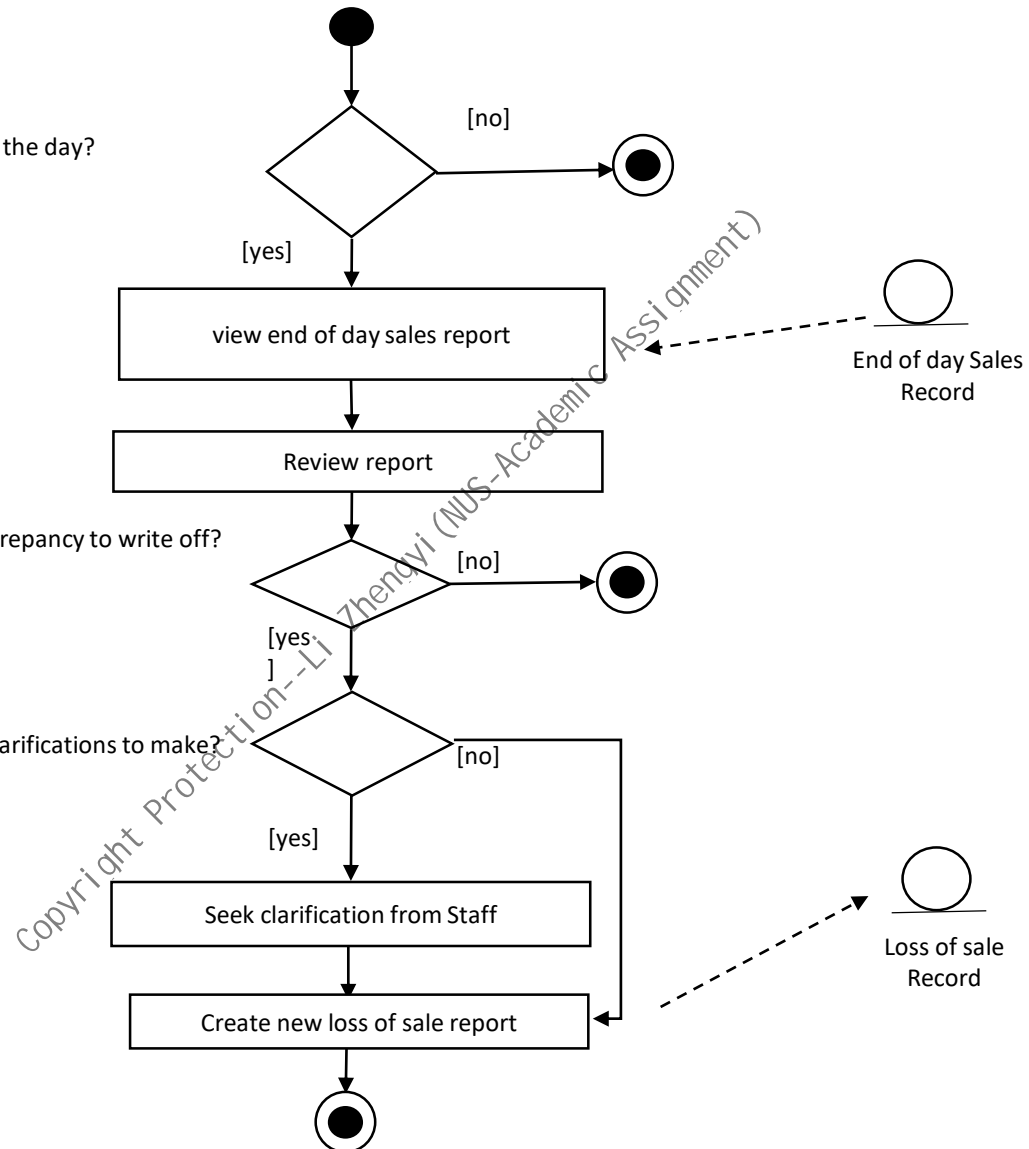 [no]
the day?
[yes]
view end of day sales report
End of day Sales
Record
Review report
repancy to write off?
[no]
[yes
]
arifications to make?
[no]
[yes]
Seek clarification from Staff
Loss of sale
Record
Create new loss of sale report
Copyright Protection--Li Zhengyi(NUS-Academic Assignment)